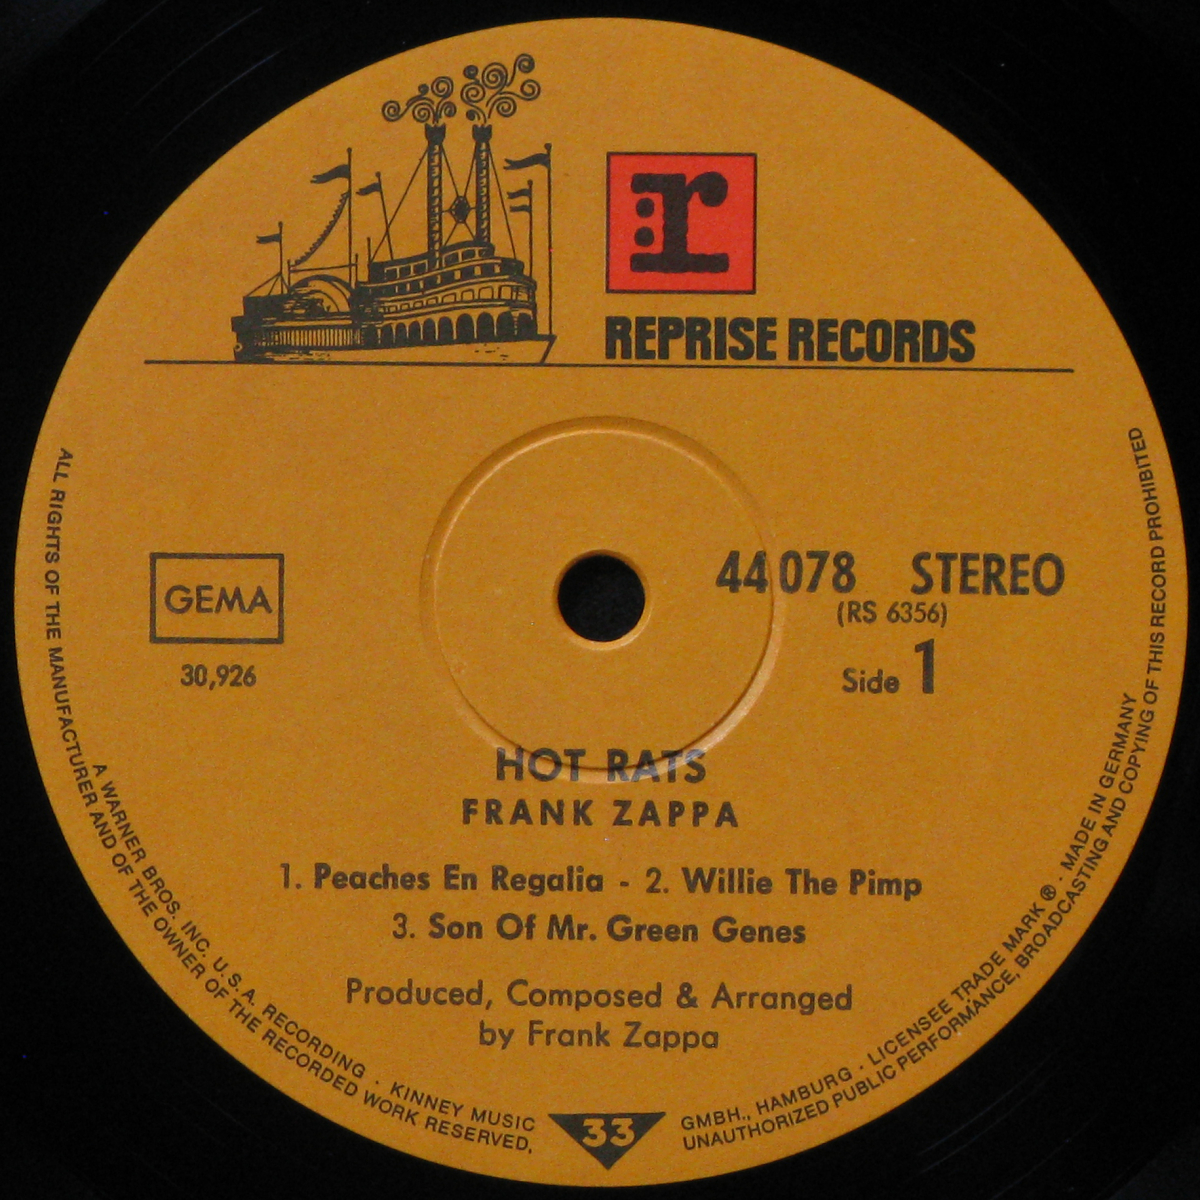 r
REPRISE RECORDS
GEMA
30,926
44 078 STEREO
(RS 6356)
Side 1
HOT RATS
FRANK ZAPPA
1. Peaches En Regalia - 2. Willie The Pimp
3. Son Of Mr. Green Genes
Produced, Composed & Arranged
by Frank Zappa
33
A WARNER BROS. INC. U.S.A. RECORDING · KINNEY MUSIC GMBH., HAMBURG · LICENSEE TRADE MARK ® · MADE IN GERMANY
ALL RIGHTS OF THE MANUFACTURER AND OF THE OWNER OF THE RECORDED WORK RESERVED, UNAUTHORIZED PUBLIC PERFORMANCE, BROADCASTING AND COPYING OF THIS RECORD PROHIBITED